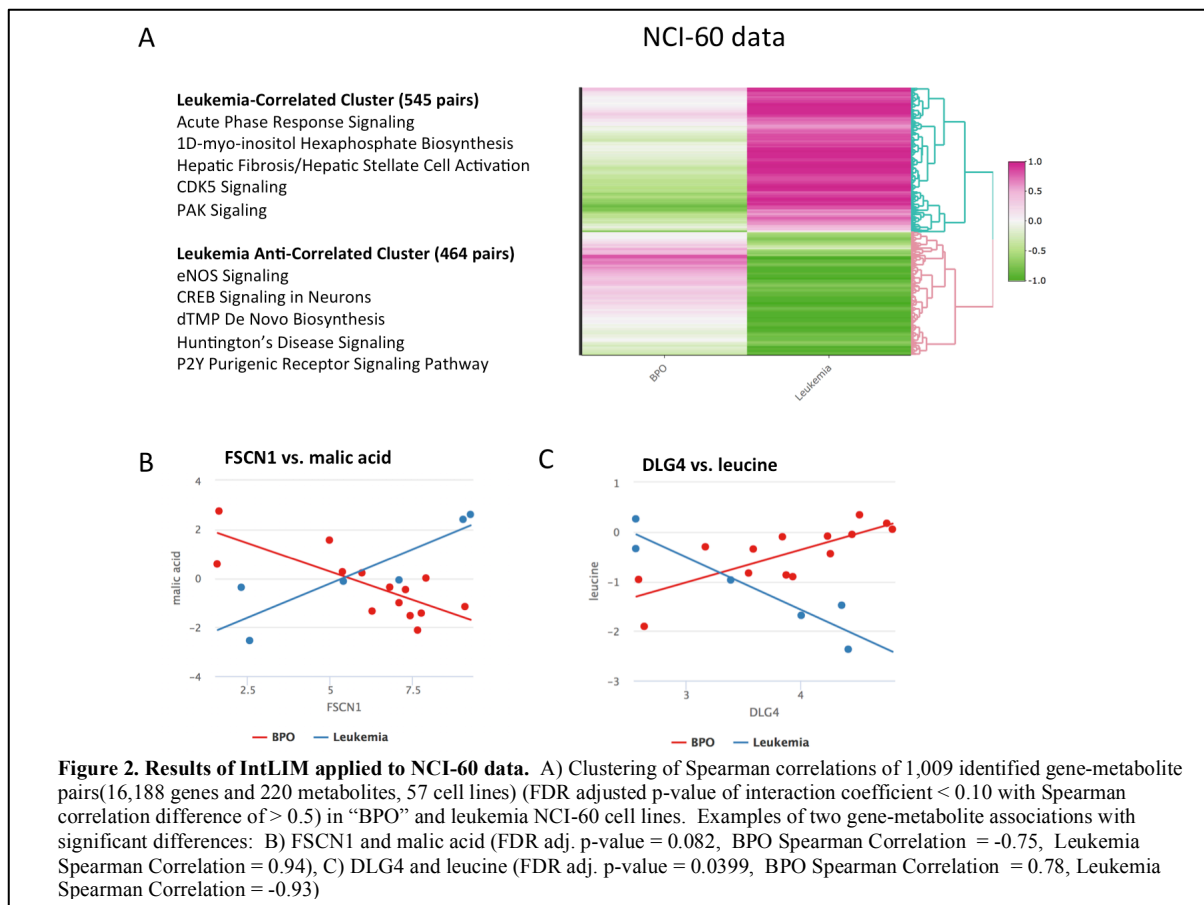 A
NCI-60 data
Leukemia-Correlated Cluster (545 pairs)
Acute Phase Response Signaling
1D-myo-inositol Hexaphosphate Biosynthesis
Hepatic Fibrosis/Hepatic Stellate Cell Activation
CDK5 Signaling
PAK Sigaling
Leukemia Anti-Correlated Cluster (464 pairs)
eNOS Signaling
CREB Signaling in Neurons
dTMP De Novo Biosynthesis
Huntington's Disease Signaling
P2Y Purigenic Receptor Signaling Pathway
1.0
0.5
0.0
-0.5
-1.0
BPO
Leukemia
B
FSCN1 vs. malic acid
4
2
0
−2
−4
malic acid
2.5
5
7.5
FSCN1
BPO
Leukemia
C
DLG4 vs. leucine
1
0
−1
−2
−3
leucine
3
4
DLG4
BPO
Leukemia
Figure 2. Results of IntLIM applied to NCI-60 data. A) Clustering of Spearman correlations of 1,009 identified gene-metabolite
pairs(16,188 genes and 220 metabolites, 57 cell lines) (FDR adjusted p-value of interaction coefficient < 0.10 with Spearman
correlation difference of > 0.5) in “BPO” and leukemia NCI-60 cell lines. Examples of two gene-metabolite associations with
significant differences: B) FSCN1 and malic acid (FDR adj. p-value = 0.082, BPO Spearman Correlation = -0.75, Leukemia
Spearman Correlation = 0.94), C) DLG4 and leucine (FDR adj. p-value = 0.0399, BPO Spearman Correlation = 0.78, Leukemia
Spearman Correlation = -0.93)